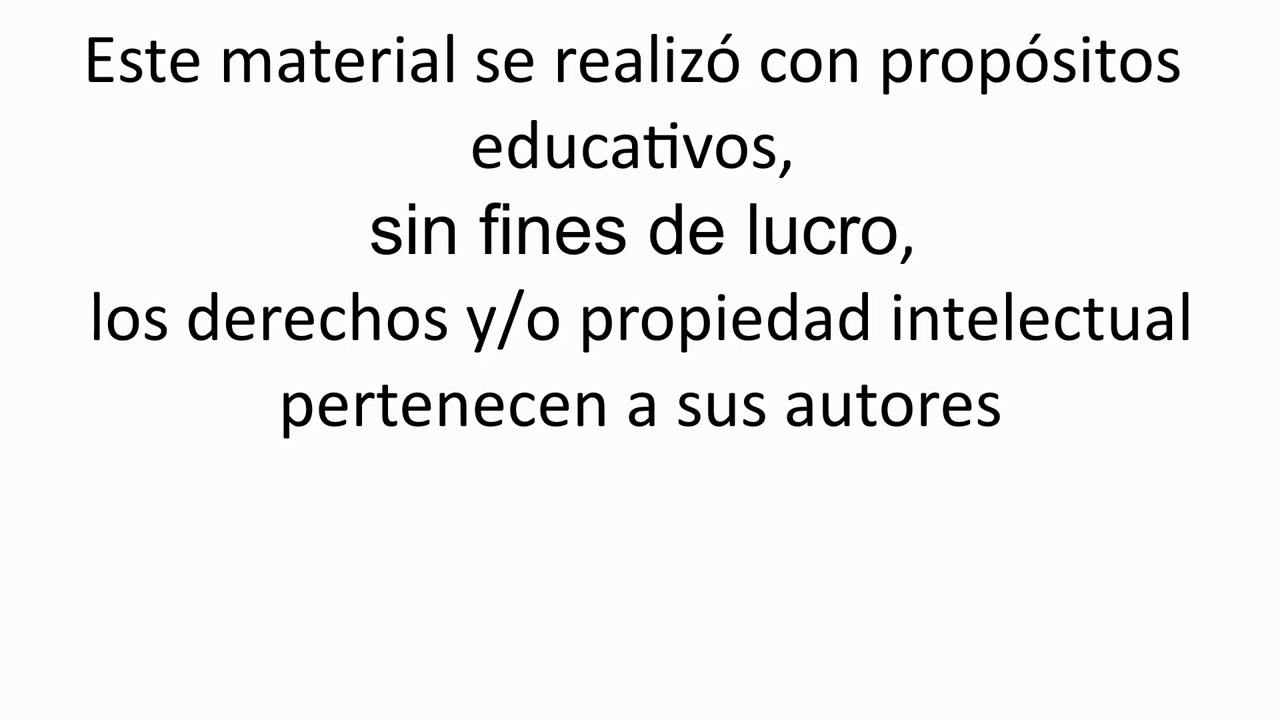 Este material se realizó con propósitos
educativos,
sin fines de lucro,
los derechos y/o propiedad intelectual
pertenecen a sus autores